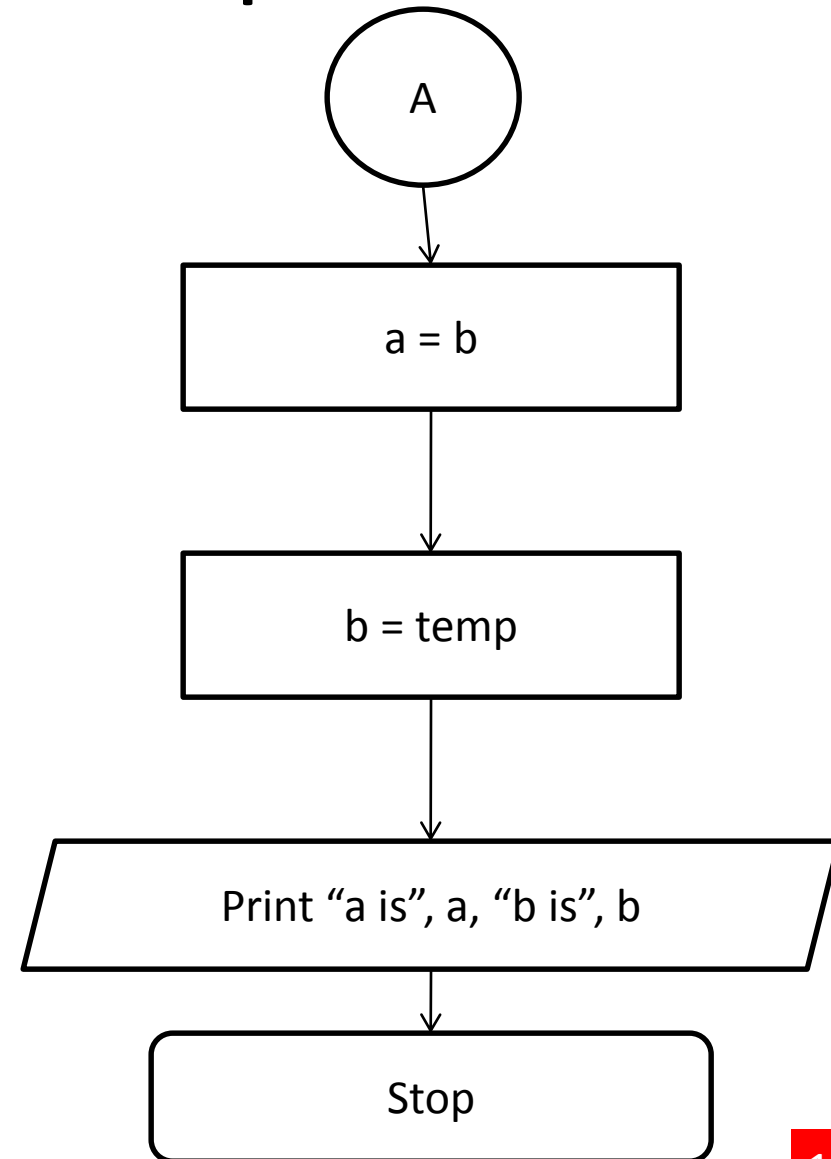 A
a = b
b = temp
Print “a is”, a, “b is”, b
Stop